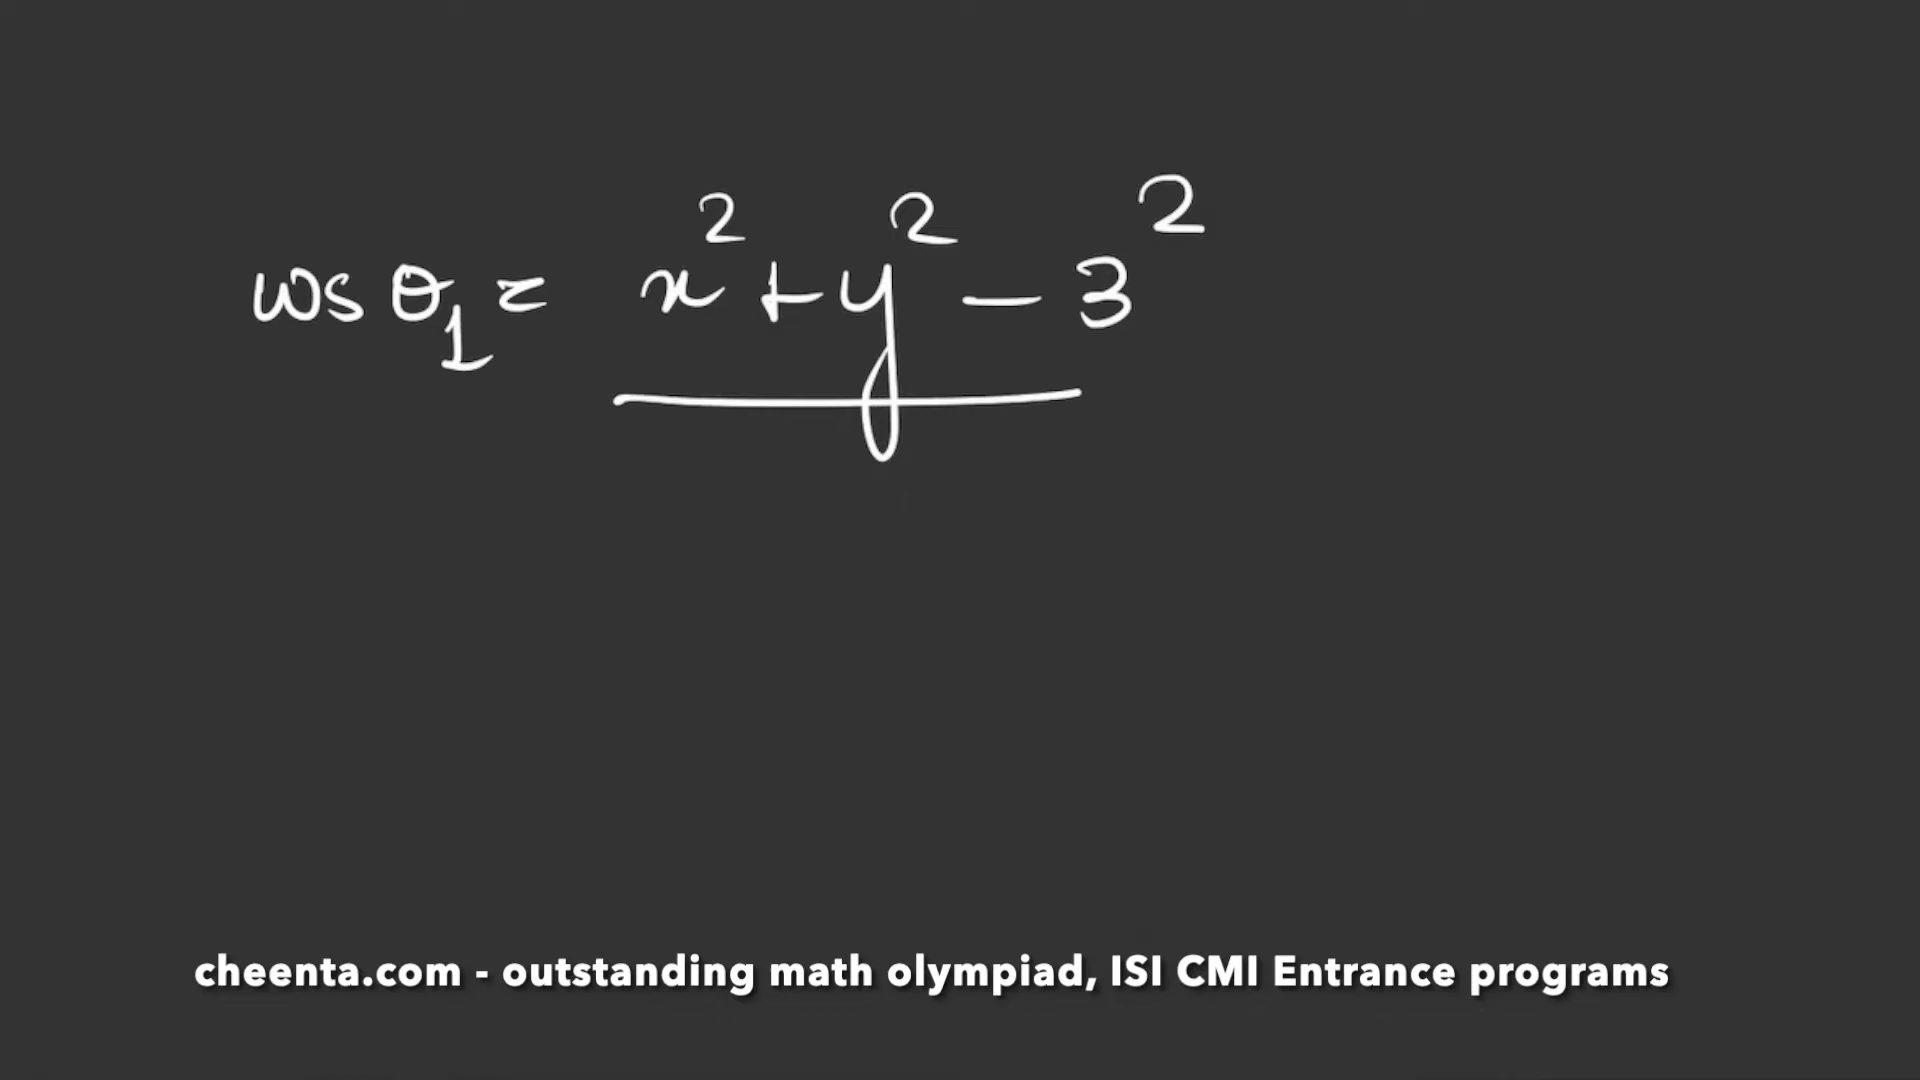 cos θ₁ = x² + y² - 3²
cheenta.com - outstanding math olympiad, ISI CMI Entrance programs